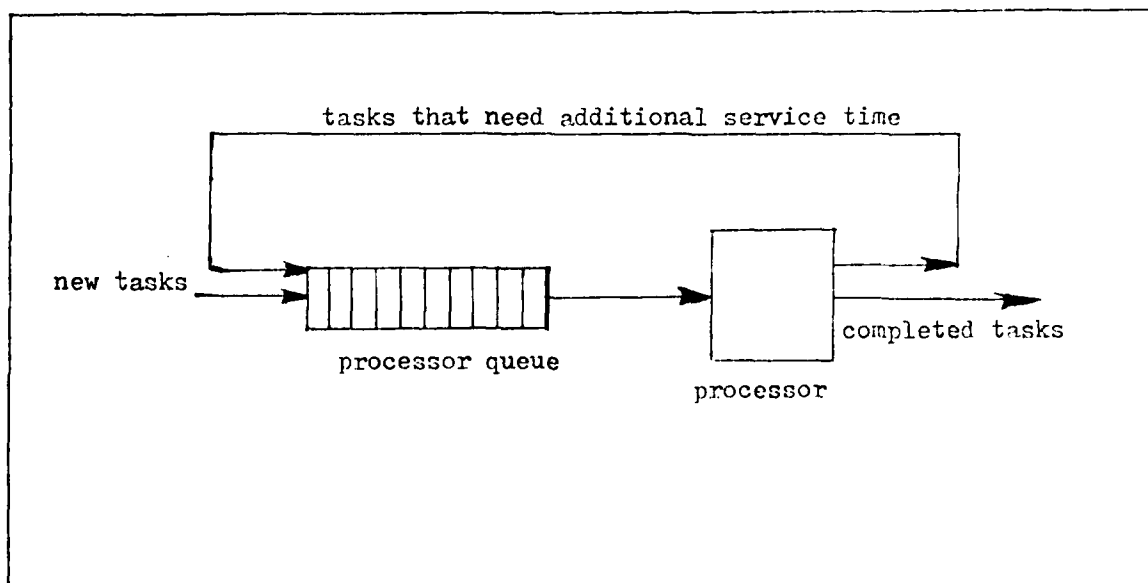 tasks that need additional service time
new tasks
processor queue
completed tasks
processor